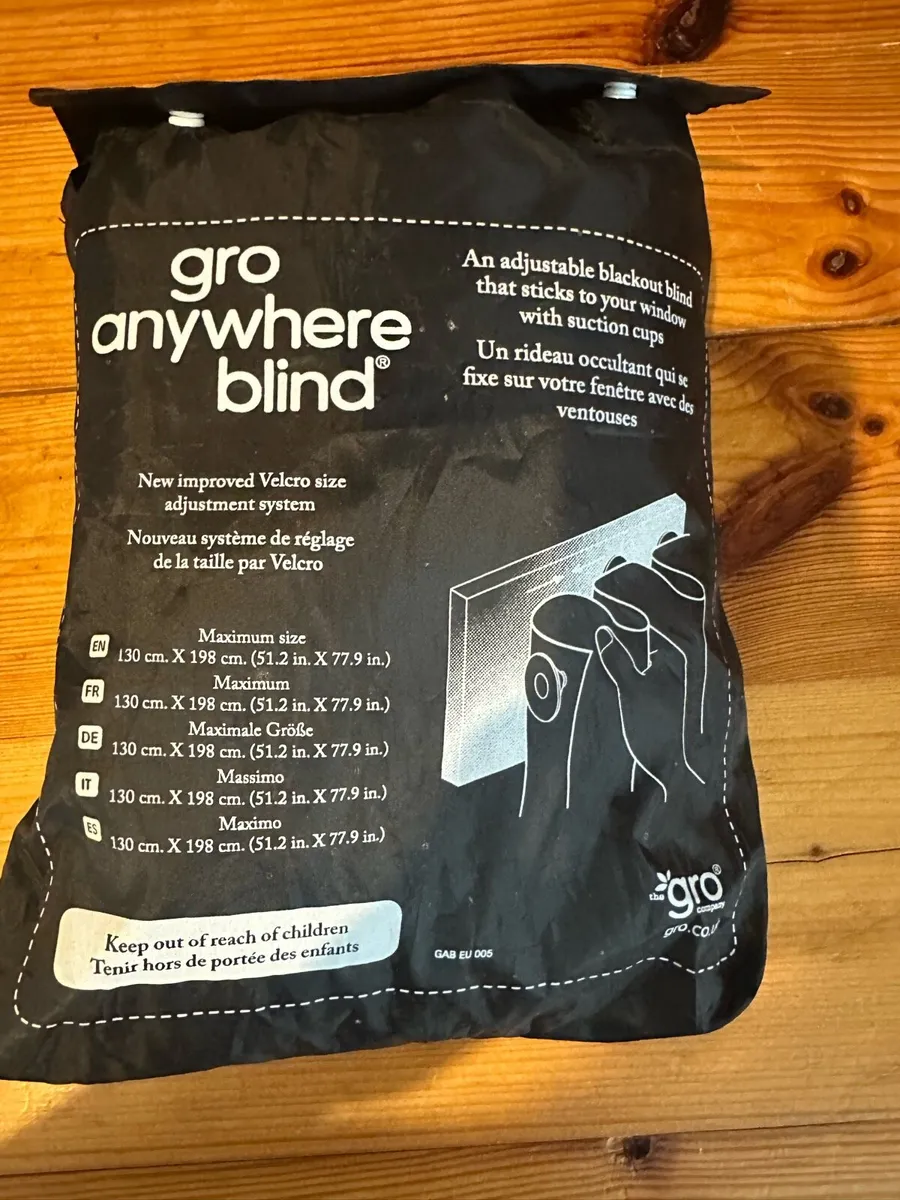 gro
anywhere
blind®
An adjustable blackout blind
that sticks to your window
with suction cups
Un rideau occultant qui se
fixe sur votre fenêtre avec des
ventouses
New improved Velcro size
adjustment system
Nouveau système de réglage
de la taille par Velcro
EN
Maximum size
130 cm. X 198 cm. (51.2 in. X 77.9 in.)
FR
Maximum
130 cm. X 198 cm. (51.2 in. X 77.9 in.)
DE
Maximale Größe
130 cm. X 198 cm. (51.2 in. X 77.9 in.)
IT
Massimo
130 cm. X 198 cm. (51.2 in. X 77.9 in.)
ES
Maximo
130 cm. X 198 cm. (51.2 in. X 77.9 in.)
Keep out of reach of children
Tenir hors de portée des enfants
GAB EU 005
the gro®
company